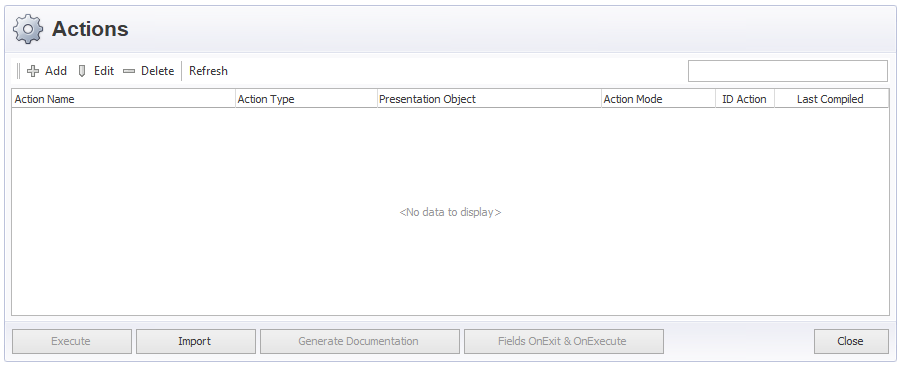 Actions
Add Edit Delete Refresh
Action Name Action Type Presentation Object Action Mode ID Action Last Compiled
<No data to display>
Execute Import Generate Documentation Fields OnExit & OnExecute Close